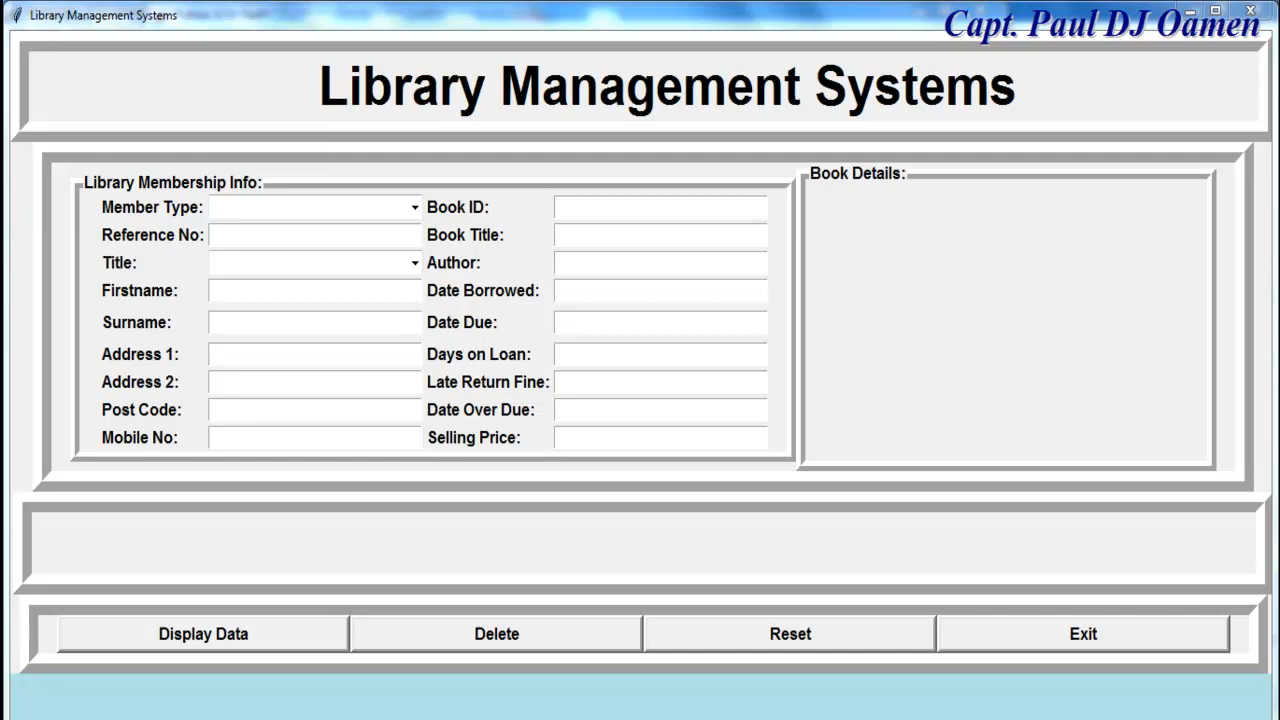 Library Management Systems
Capt. Paul DJ Oamen
Library Management Systems
Library Membership Info:
Member Type:
Reference No:
Title:
Firstname:
Surname:
Address 1:
Address 2:
Post Code:
Mobile No:
Book ID:
Book Title:
Author:
Date Borrowed:
Date Due:
Days on Loan:
Late Return Fine:
Date Over Due:
Selling Price:
Book Details:
Display Data
Delete
Reset
Exit